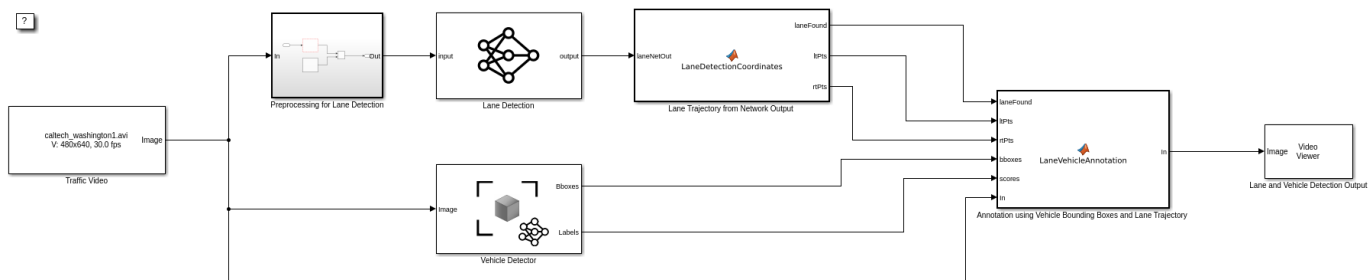 ?
caltech_washington1.avi
V: 480x640, 30.0 fps
Image
Traffic Video
In
Out
Preprocessing for Lane Detection
input
output
Lane Detection
laneNetOut
LaneDetectionCoordinates
laneFound
ltPts
rtPts
Lane Trajectory from Network Output
Image
Bboxes
Labels
Vehicle Detector
laneFound
ltPts
rtPts
bboxes
scores
In
LaneVehicleAnnotation
in
Annotation using Vehicle Bounding Boxes and Lane Trajectory
Image
Video
Viewer
Lane and Vehicle Detection Output